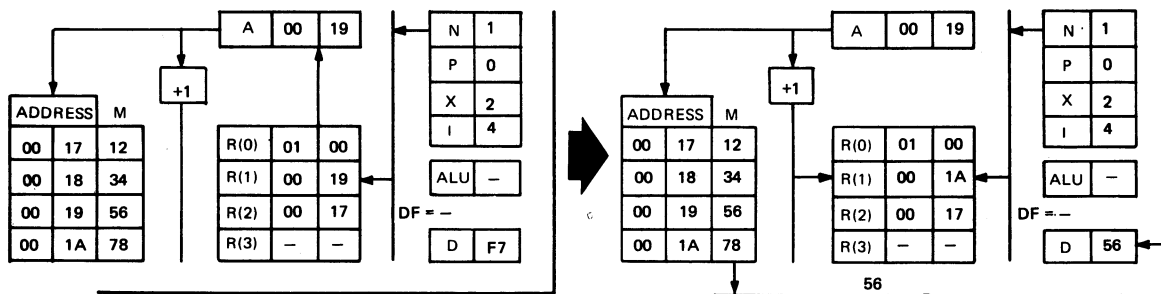 A 00 19
N 1
P 0
X 2
I 4
+1
ADDRESS M
00 17 12
00 18 34
00 19 56
00 1A 78
R(0) 01 00
R(1) 00 19
R(2) 00 17
R(3) – –
ALU –
DF = –
D F7
A 00 19
N 1
P 0
X 2
I 4
+1
ADDRESS M
00 17 12
00 18 34
00 19 56
00 1A 78
R(0) 01 00
R(1) 00 1A
R(2) 00 17
R(3) – –
ALU –
DF = –
D 56
56